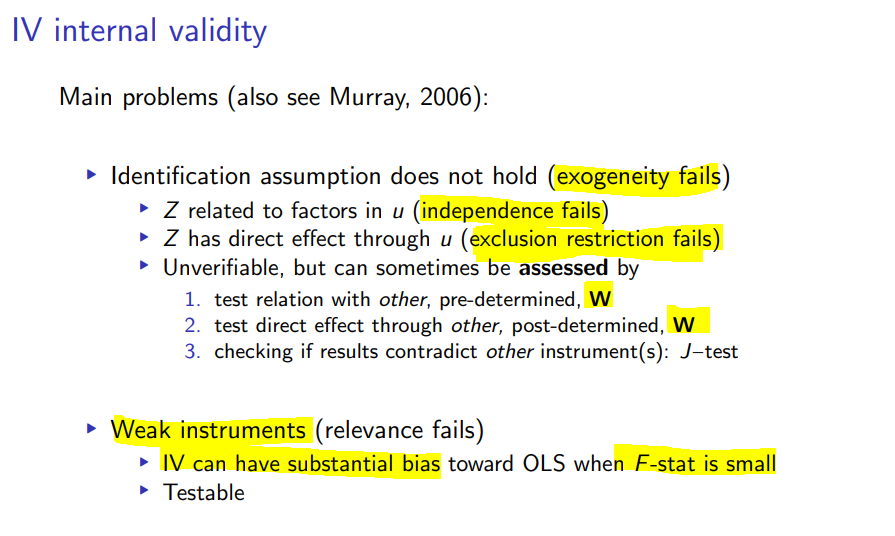 IV internal validity
Main problems (also see Murray, 2006):
Identification assumption does not hold (exogeneity fails)
Z related to factors in u (independence fails)
Z has direct effect through u (exclusion restriction fails)
Unverifiable, but can sometimes be assessed by
1. test relation with other, pre-determined, W
2. test direct effect through other, post-determined, W
3. checking if results contradict other instrument(s): J–test
Weak instruments (relevance fails)
IV can have substantial bias toward OLS when F-stat is small
Testable